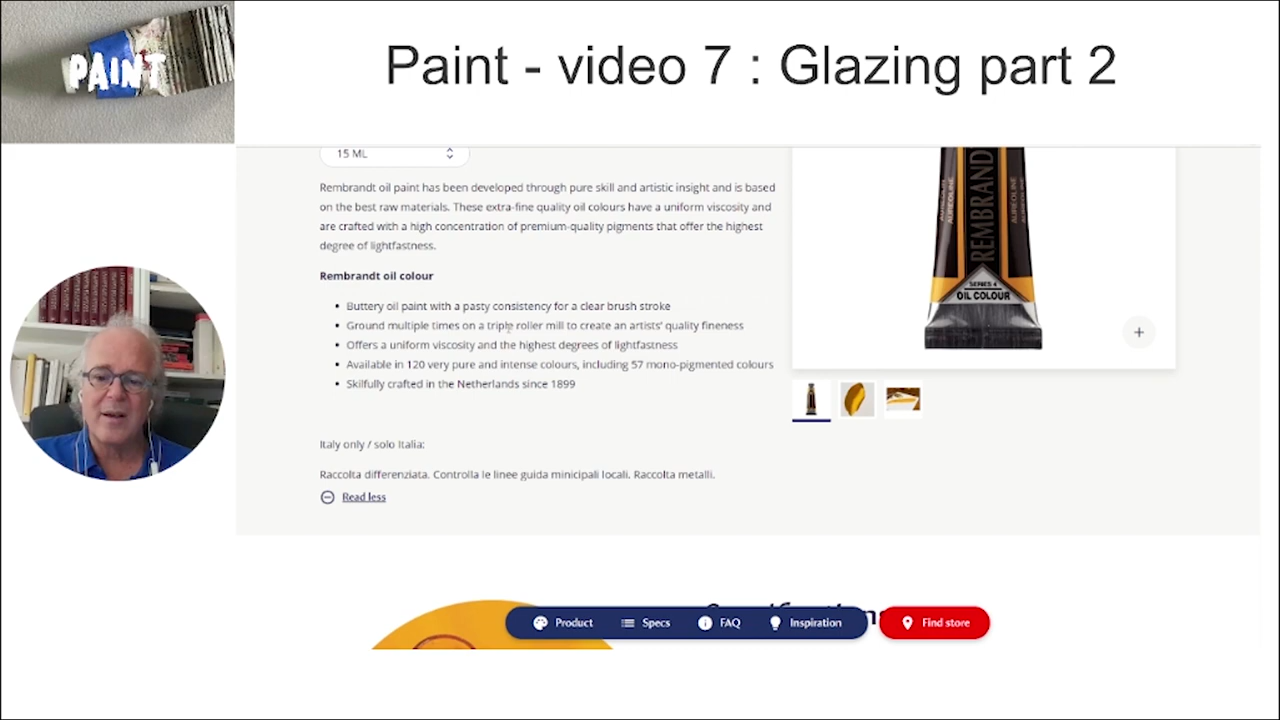 PAINT
Paint - video 7 : Glazing part 2
15 ML
Rembrandt oil paint has been developed through pure skill and artistic insight and is based
on the best raw materials. These extra-fine quality oil colours have a uniform viscosity and
are crafted with a high concentration of premium-quality pigments that offer the highest
degree of lightfastness.
Rembrandt oil colour
• Buttery oil paint with a pasty consistency for a clear brush stroke
• Ground multiple times on a triple roller mill to create an artists' quality fineness
• Offers a uniform viscosity and the highest degrees of lightfastness
• Available in 120 very pure and intense colours, including 57 mono-pigmented colours
• Skilfully crafted in the Netherlands since 1899
Italy only / solo Italia:
Raccolta differenziata. Controlla le linee guida minicipali locali. Raccolta metalli.
Read less
REMBRAND
AUREOLINE
SERIES 4
OIL COLOUR
Product
Specs
FAQ
Inspiration
Find store